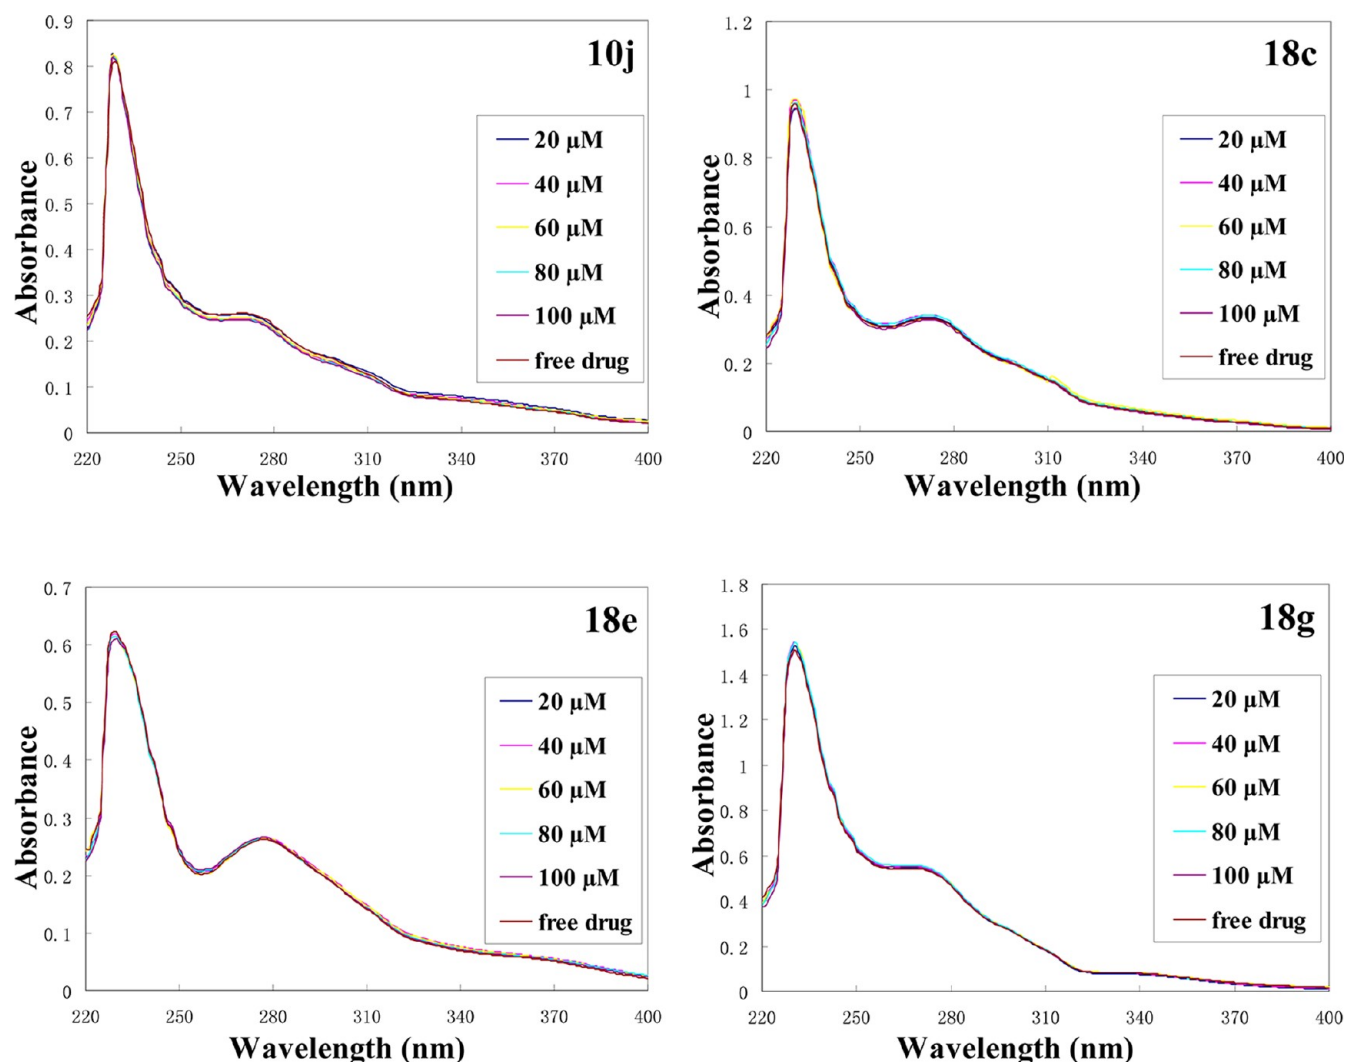 10j
0.9
0.8
0.7
0.6
0.5
0.4
0.3
0.2
0.1
0
Absorbance
20 µM
40 µM
60 µM
80 µM
100 µM
free drug
220 250 280 310 340 370 400
Wavelength (nm)
18c
1.2
1
0.8
0.6
0.4
0.2
0
Absorbance
20 µM
40 µM
60 µM
80 µM
100 µM
free drug
220 250 280 310 340 370 400
Wavelength (nm)
18e
0.7
0.6
0.5
0.4
0.3
0.2
0.1
0
Absorbance
20 µM
40 µM
60 µM
80 µM
100 µM
free drug
220 250 280 310 340 370 400
Wavelength (nm)
18g
1.8
1.6
1.4
1.2
1
0.8
0.6
0.4
0.2
0
Absorbance
20 µM
40 µM
60 µM
80 µM
100 µM
free drug
220 250 280 310 340 370 400
Wavelength (nm)